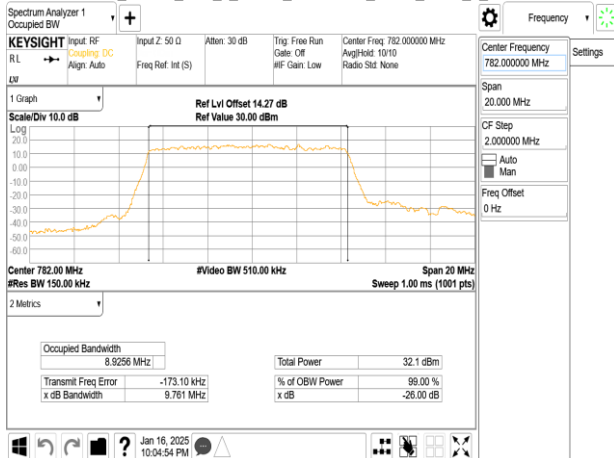 Spectrum Analyzer 1
Occupied BW
Frequency
KEYSIGHT
Input: RF
Coupling: DC
Align: Auto
Input Z: 50 Ω
Freq Ref: Int (S)
Atten: 30 dB
Trig: Free Run
Gate: Off
#IF Gain: Low
Center Freq: 782.000000 MHz
Avg|Hold: 10/10
Radio Std: None
R L
LXI
Center Frequency
782.000000 MHz
Settings
Span
20.000 MHz
CF Step
2.000000 MHz
Auto
Man
Freq Offset
0 Hz
1 Graph
Scale/Div 10.0 dB
Ref Lvl Offset 14.27 dB
Ref Value 30.00 dBm
Log
20.0
10.0
0.00
-10.0
-20.0
-30.0
-40.0
-50.0
-60.0
Center 782.00 MHz
#Video BW 510.00 kHz
Span 20 MHz
#Res BW 150.00 kHz
Sweep 1.00 ms (1001 pts)
2 Metrics
Occupied Bandwidth
8.9256 MHz
Total Power 32.1 dBm
Transmit Freq Error -173.10 kHz
% of OBW Power 99.00 %
x dB Bandwidth 9.761 MHz
x dB -26.00 dB
?
Jan 16, 2025
10:04:54 PM